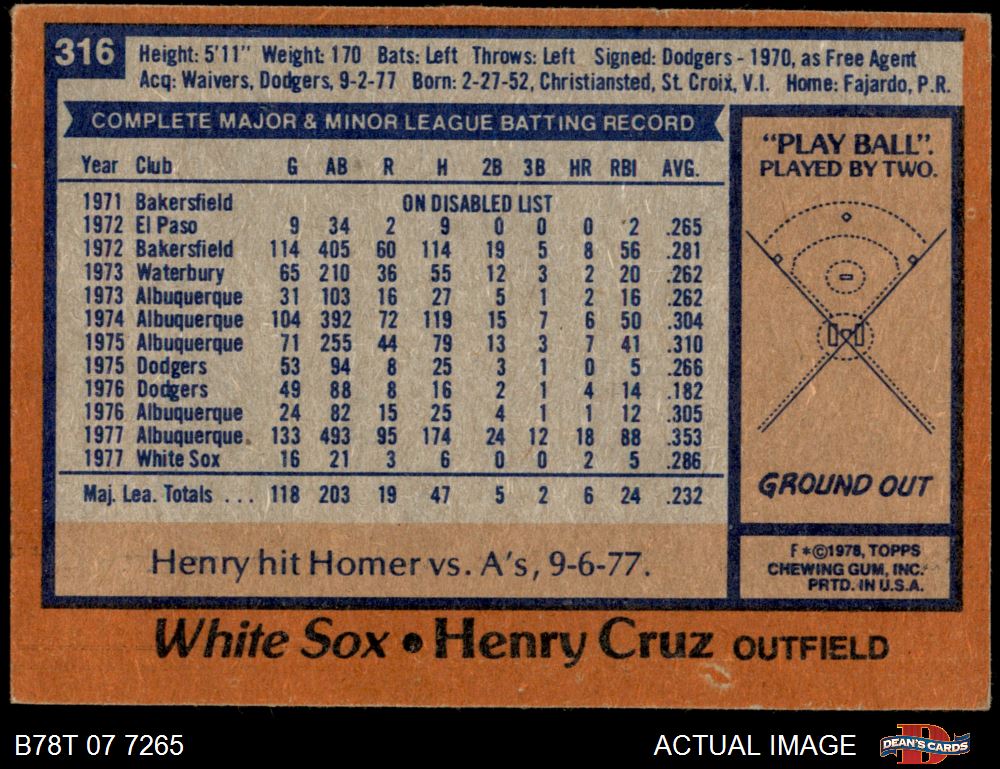 316
Height: 5'11" Weight: 170 Bats: Left Throws: Left Signed: Dodgers - 1970, as Free Agent
Acq: Waivers, Dodgers, 9-2-77 Born: 2-27-52, Christiansted, St. Croix, V.I. Home: Fajardo, P.R.
COMPLETE MAJOR & MINOR LEAGUE BATTING RECORD
Year Club G AB R H 2B 3B HR RBI AVG.
1971 Bakersfield ON DISABLED LIST
1972 El Paso 9 34 2 9 0 0 0 2 .265
1972 Bakersfield 114 405 60 114 19 5 8 56 .281
1973 Waterbury 65 210 36 55 12 3 2 20 .262
1973 Albuquerque 31 103 16 27 5 1 2 16 .262
1974 Albuquerque 104 392 72 119 15 7 6 50 .304
1975 Albuquerque 71 255 44 79 13 3 7 41 .310
1975 Dodgers 53 94 8 25 3 1 0 5 .266
1976 Dodgers 49 88 8 16 2 1 4 14 .182
1976 Albuquerque 24 82 15 25 4 1 1 12 .305
1977 Albuquerque 133 493 95 174 24 12 18 88 .353
1977 White Sox 16 21 3 6 0 0 2 5 .286
Maj. Lea. Totals ... 118 203 19 47 5 2 6 24 .232
Henry hit Homer vs. A's, 9-6-77.
"PLAY BALL".
PLAYED BY TWO.
GROUND OUT
F*©1978, TOPPS
CHEWING GUM, INC.
PRTD. IN U.S.A.
White Sox • Henry Cruz OUTFIELD
B78T 07 7265
ACTUAL IMAGE
D
DEAN'S CARDS